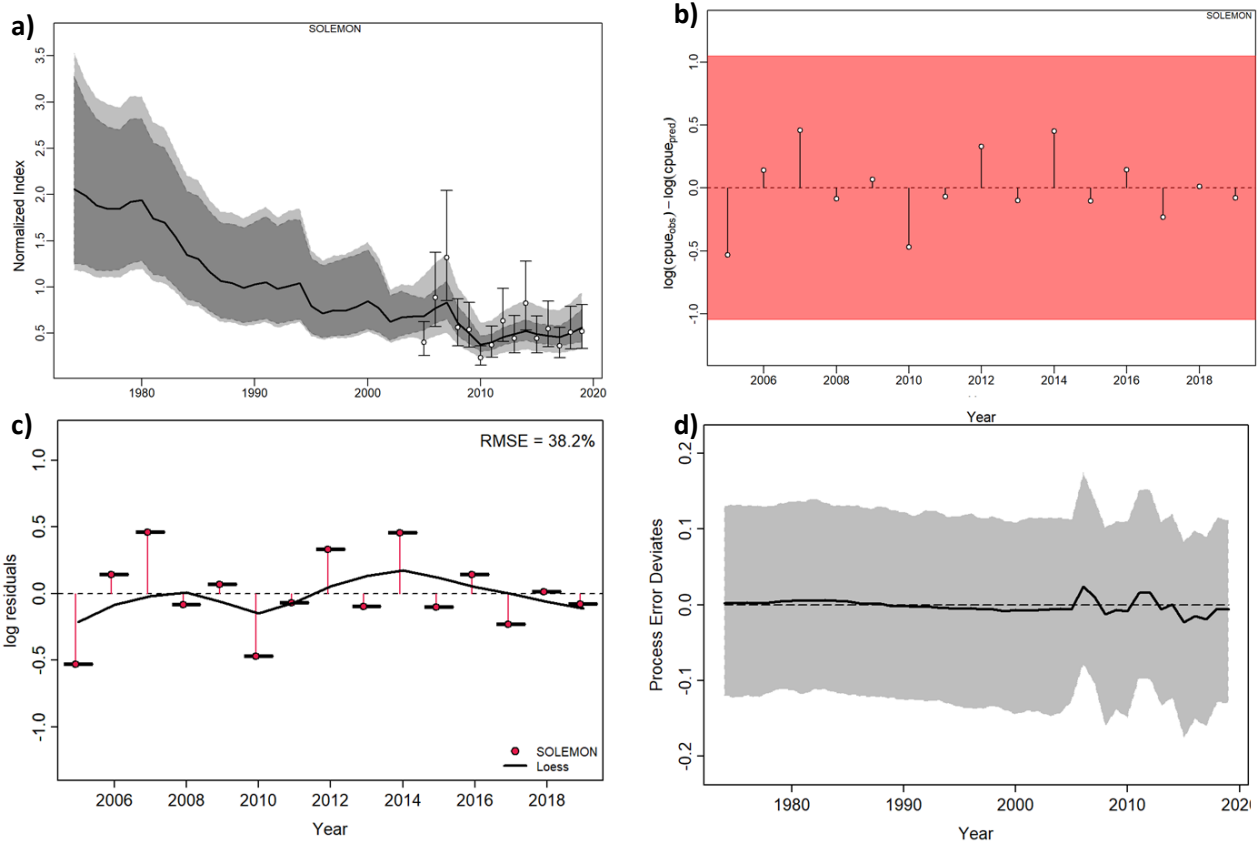 a)
SOLEMON
Normalized Index
3.5
3.0
2.5
2.0
1.5
1.0
0.5
1980 1990 2000 2010 2020
b)
SOLEMON
log(cpueobs) – log(cpuepred)
1.0
0.5
0.0
-0.5
-1.0
2006 2008 2010 2012 2014 2016 2018
Year
c)
RMSE = 38.2%
log residuals
1.0
0.5
0.0
-0.5
-1.0
SOLEMON
Loess
2006 2008 2010 2012 2014 2016 2018
Year
d)
Process Error Deviates
0.2
0.1
0.0
-0.1
-0.2
1980 1990 2000 2010 2020
Year